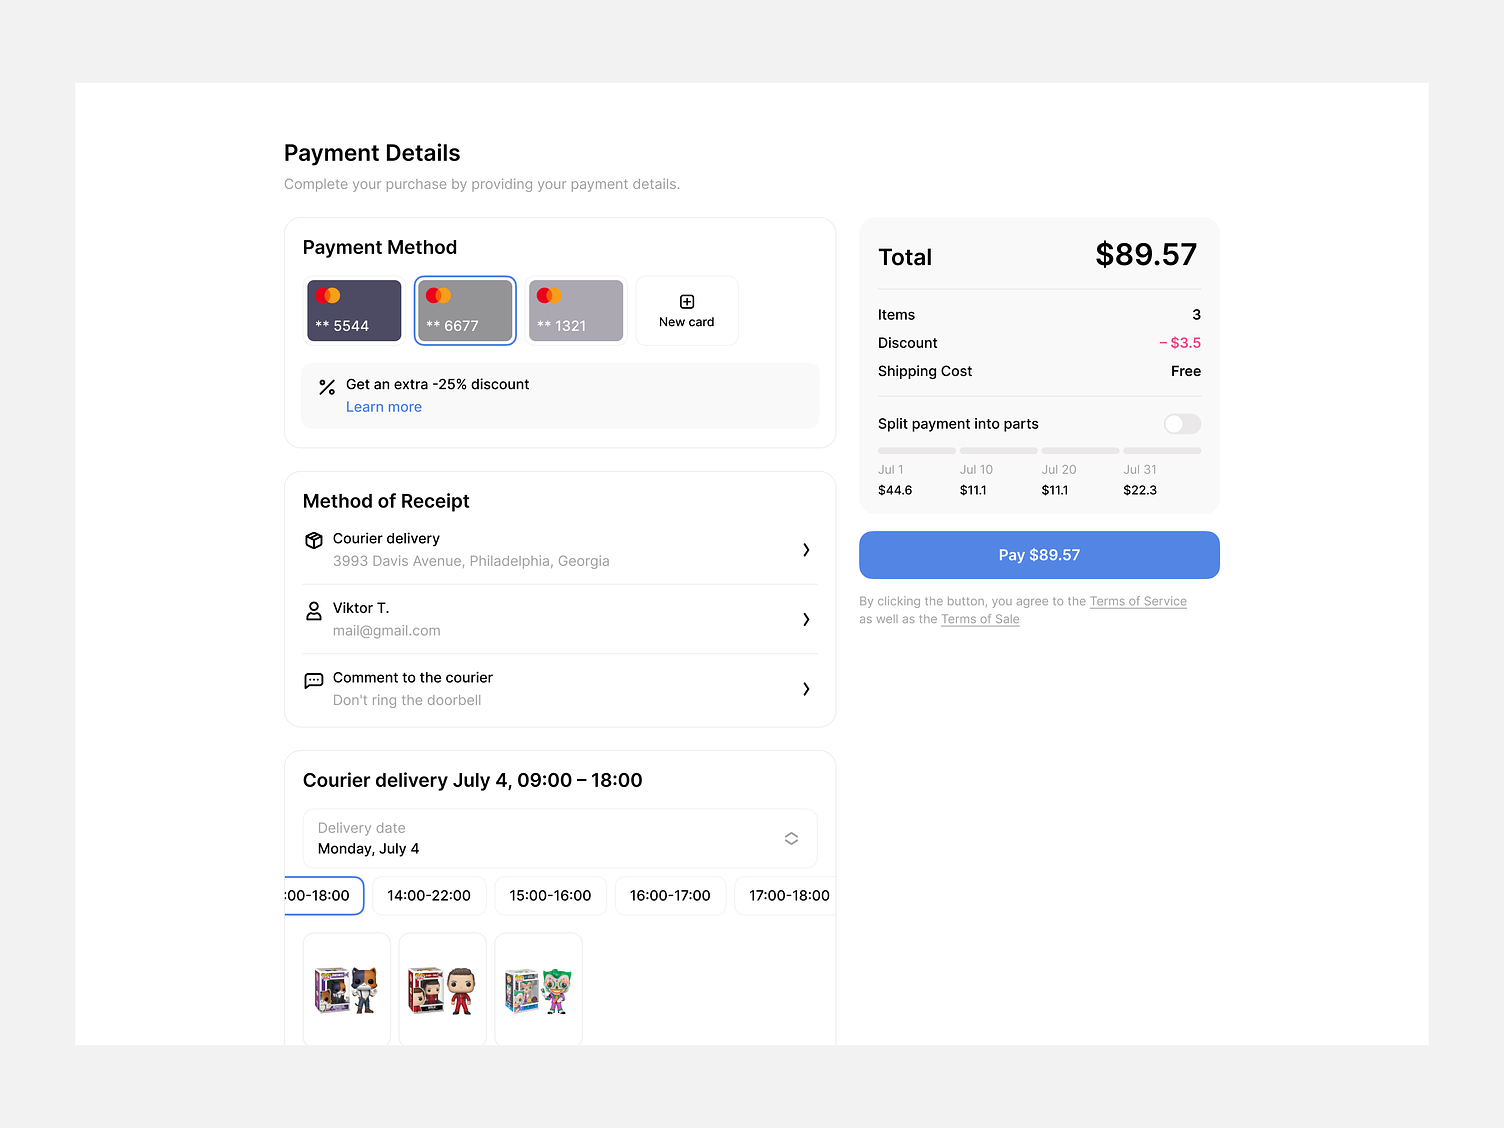 Payment Details
Complete your purchase by providing your payment details.
Payment Method
** 5544
** 6677
** 1321
New card
Get an extra -25% discount
Learn more
Method of Receipt
Courier delivery
3993 Davis Avenue, Philadelphia, Georgia
Viktor T.
mail@gmail.com
Comment to the courier
Don't ring the doorbell
Courier delivery July 4, 09:00 – 18:00
Delivery date
Monday, July 4
:00-18:00 14:00-22:00 15:00-16:00 16:00-17:00 17:00-18:00
Total $89.57
Items 3
Discount – $3.5
Shipping Cost Free
Split payment into parts
Jul 1 Jul 10 Jul 20 Jul 31
$44.6 $11.1 $11.1 $22.3
Pay $89.57
By clicking the button, you agree to the Terms of Service
as well as the Terms of Sale